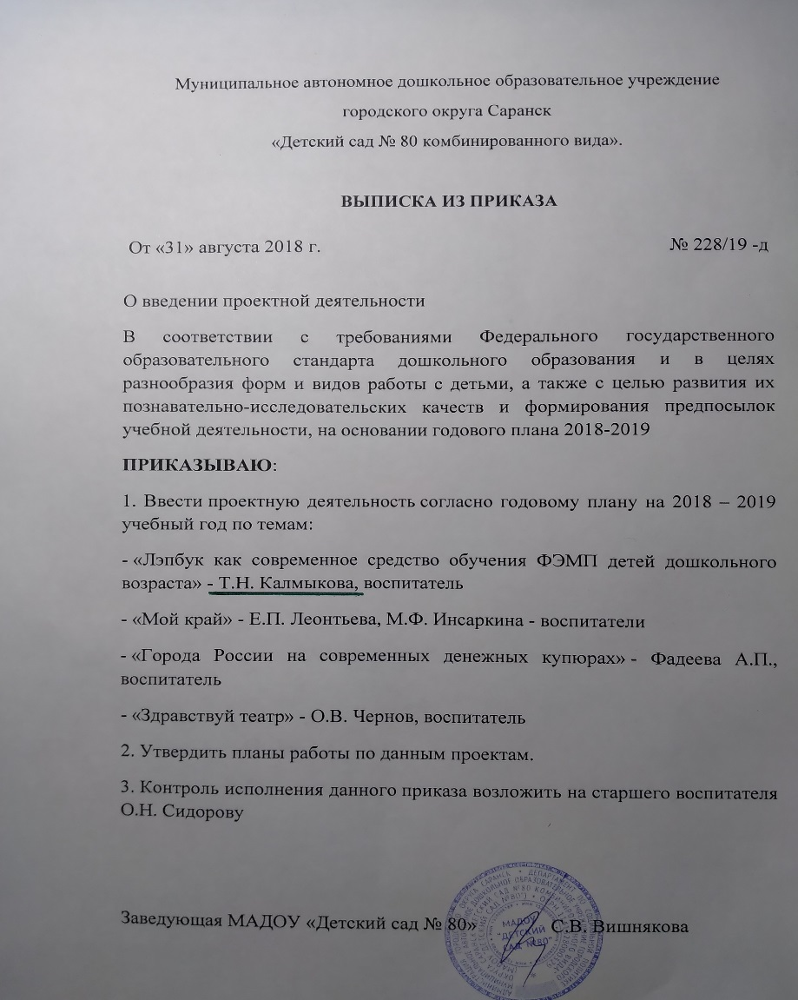 Муниципальное автономное дошкольное образовательное учреждение
городского округа Саранск
«Детский сад № 80 комбинированного вида».
ВЫПИСКА ИЗ ПРИКАЗА
От «31» августа 2018 г. № 228/19 -д
О введении проектной деятельности
В соответствии с требованиями Федерального государственного
образовательного стандарта дошкольного образования и в целях
разнообразия форм и видов работы с детьми, а также с целью развития их
познавательно-исследовательских качеств и формирования предпосылок
учебной деятельности, на основании годового плана 2018-2019
ПРИКАЗЫВАЮ:
1. Ввести проектную деятельность согласно годовому плану на 2018 – 2019
учебный год по темам:
- «Лэпбук как современное средство обучения ФЭМП детей дошкольного
возраста» - Т.Н. Калмыкова, воспитатель
- «Мой край» - Е.П. Леонтьева, М.Ф. Инсаркина - воспитатели
- «Города России на современных денежных купюрах» - Фадеева А.П.,
воспитатель
- «Здравствуй театр» - О.В. Чернов, воспитатель
2. Утвердить планы работы по данным проектам.
3. Контроль исполнения данного приказа возложить на старшего воспитателя
О.Н. Сидорову
Заведующая МАДОУ «Детский сад № 80» С.В. Вишнякова
МАДОУ
"ДЕТСКИЙ
САД №80"